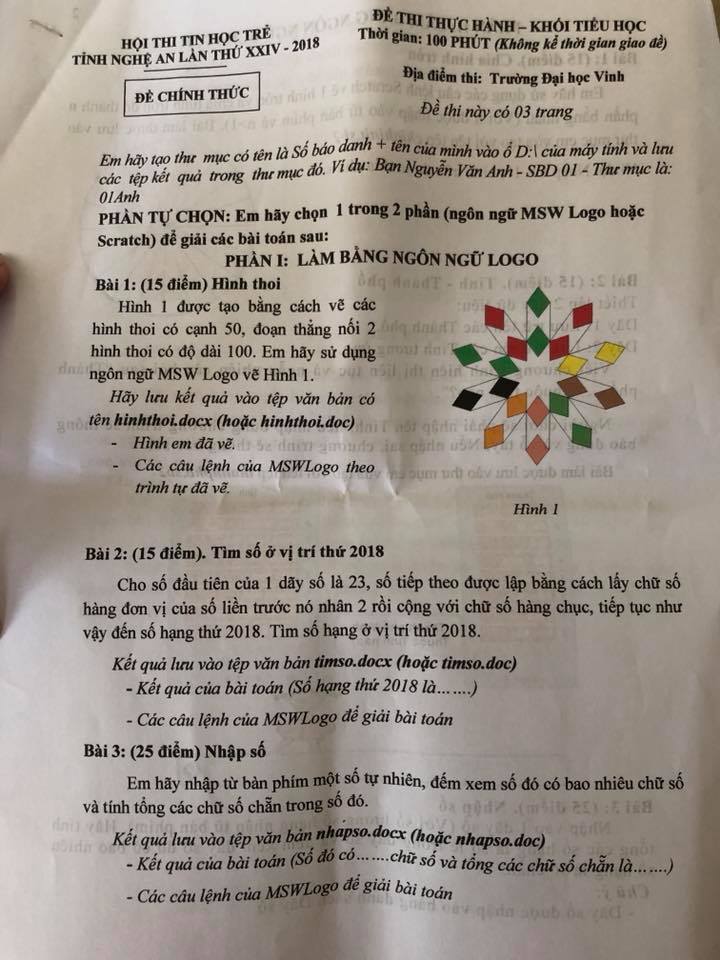 HỘI THI TIN HỌC TRẺ
TỈNH NGHỆ AN LẦN THỨ XXIV - 2018
ĐỀ CHÍNH THỨC
ĐỀ THI THỰC HÀNH – KHỐI TIỂU HỌC
Thời gian: 100 PHÚT (Không kể thời gian giao đề)
Địa điểm thi: Trường Đại học Vinh
Đề thi này có 03 trang
Em hãy tạo thư mục có tên là Số báo danh + tên của mình vào ổ D:\ của máy tính và lưu
các tệp kết quả trong thư mục đó. Ví dụ: Bạn Nguyễn Văn Anh - SBD 01 - Thư mục là:
01Anh
PHẦN TỰ CHỌN: Em hãy chọn 1 trong 2 phần (ngôn ngữ MSW Logo hoặc
Scratch) để giải các bài toán sau:
PHẦN I: LÀM BẰNG NGÔN NGỮ LOGO
Bài 1: (15 điểm) Hình thoi
Hình 1 được tạo bằng cách vẽ các
hình thoi có cạnh 50, đoạn thẳng nối 2
hình thoi có độ dài 100. Em hãy sử dụng
ngôn ngữ MSW Logo vẽ Hình 1.
Hãy lưu kết quả vào tệp văn bản có
tên hinhthoi.docx (hoặc hinhthoi.doc)
- Hình em đã vẽ.
- Các câu lệnh của MSWLogo theo
trình tự đã vẽ.
Hình 1
Bài 2: (15 điểm). Tìm số ở vị trí thứ 2018
Cho số đầu tiên của 1 dãy số là 23, số tiếp theo được lập bằng cách lấy chữ số
hàng đơn vị của số liền trước nó nhân 2 rồi cộng với chữ số hàng chục, tiếp tục như
vậy đến số hạng thứ 2018. Tìm số hạng ở vị trí thứ 2018.
Kết quả lưu vào tệp văn bản timso.docx (hoặc timso.doc)
- Kết quả của bài toán (Số hạng thứ 2018 là.......)
- Các câu lệnh của MSWLogo để giải bài toán
Bài 3: (25 điểm) Nhập số
Em hãy nhập từ bàn phím một số tự nhiên, đếm xem số đó có bao nhiêu chữ số
và tính tổng các chữ số chẵn trong số đó.
Kết quả lưu vào tệp văn bản nhapso.docx (hoặc nhapso.doc)
- Kết quả của bài toán (Số đó có.......chữ số và tổng các chữ số chẵn là.......)
- Các câu lệnh của MSWLogo để giải bài toán